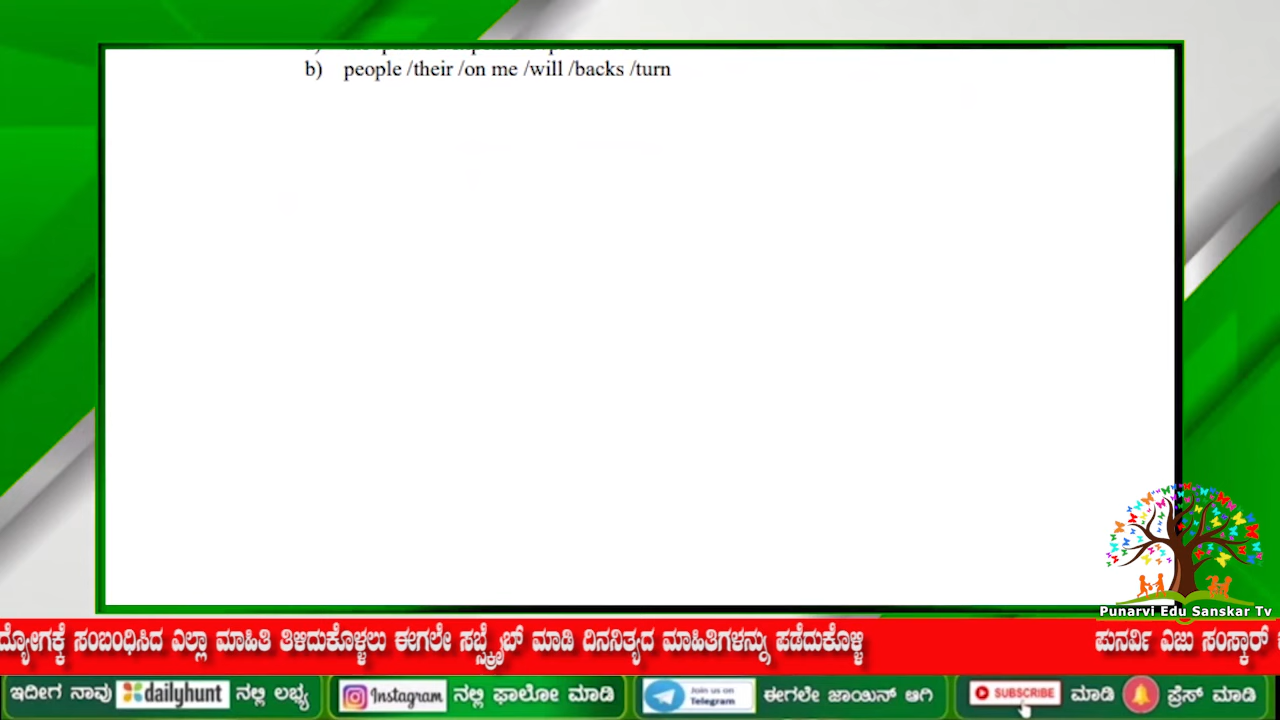 b) people /their /on me /will /backs /turn
Punarvi Edu Sanskar Tv
ದ್ಯೋಗಕ್ಕೆ ಸಂಬಂಧಿಸಿದ ಎಲ್ಲಾ ಮಾಹಿತಿ ತಿಳಿದುಕೊಳ್ಳಲು ಈಗಲೇ ಸಬ್ಸ್ಕ್ರೈಬ್ ಮಾಡಿ ದಿನನಿತ್ಯದ ಮಾಹಿತಿಗಳನ್ನು ಪಡೆದುಕೊಳ್ಳಿ ಪುನರ್ವಿ ಎಜು ಸಂಸ್ಕಾರ್
ಇದೀಗ ನಾವು dailyhunt ನಲ್ಲಿ ಲಭ್ಯ Instagram ನಲ್ಲಿ ಫಾಲೋ ಮಾಡಿ Join us on Telegram ಈಗಲೇ ಜಾಯಿನ್ ಆಗಿ SUBSCRIBE ಮಾಡಿ ಪ್ರೆಸ್ ಮಾಡಿ